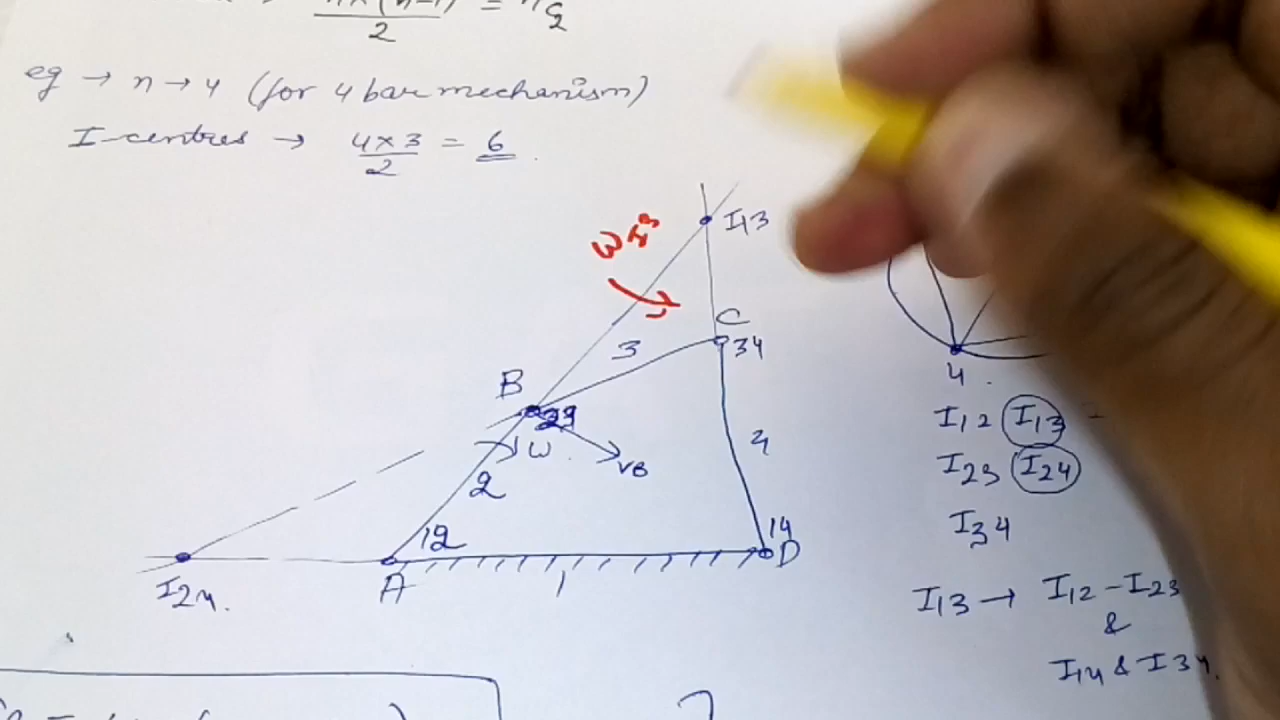 2
eg → n → 4 (for 4 bar mechanism)
I-centres → 4 × 3 / 2 = 6
I13
ω
C
3
34
B
23
ω
VB
2
4
12
14
D
I24
A
1
4
I12 I13
I23 I24
I34
I13 → I12 - I23
&
I14 & I34